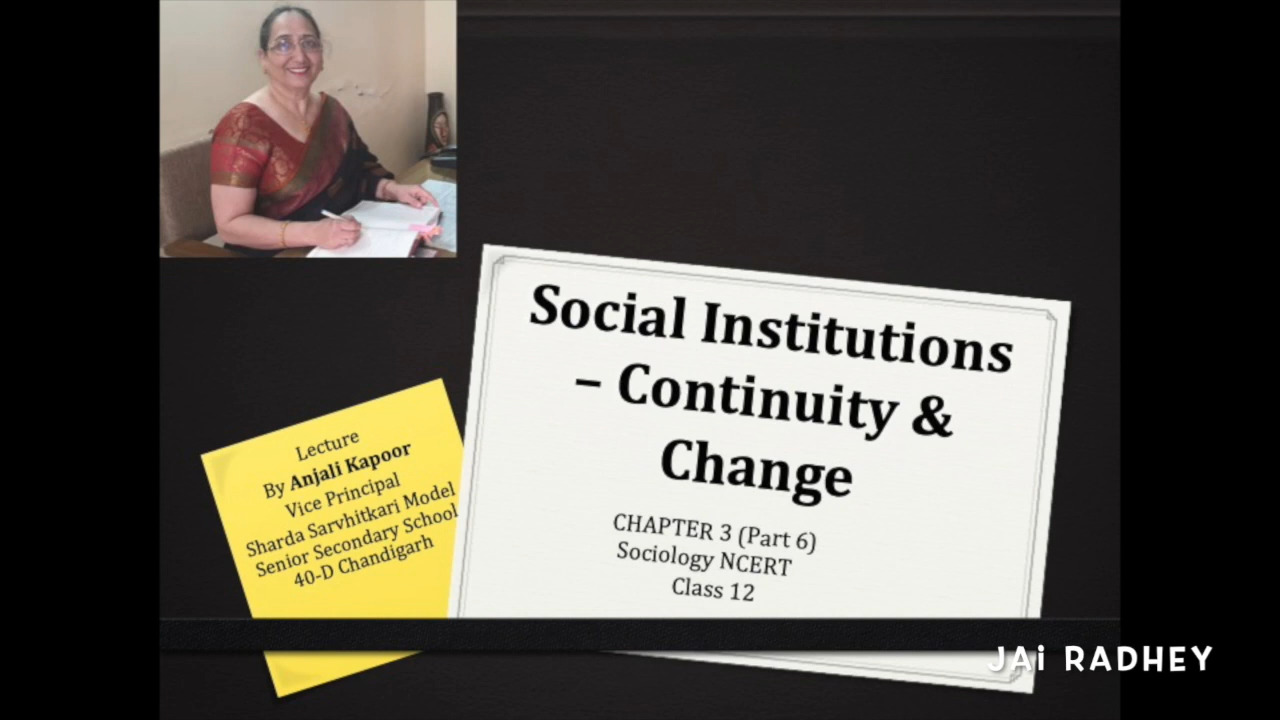 Social Institutions
– Continuity &
Change
CHAPTER 3 (Part 6)
Sociology NCERT
Class 12
Lecture
By Anjali Kapoor
Vice Principal
Sharda Sarvhitkari Model
Senior Secondary School
40-D Chandigarh
JAi RADHEY